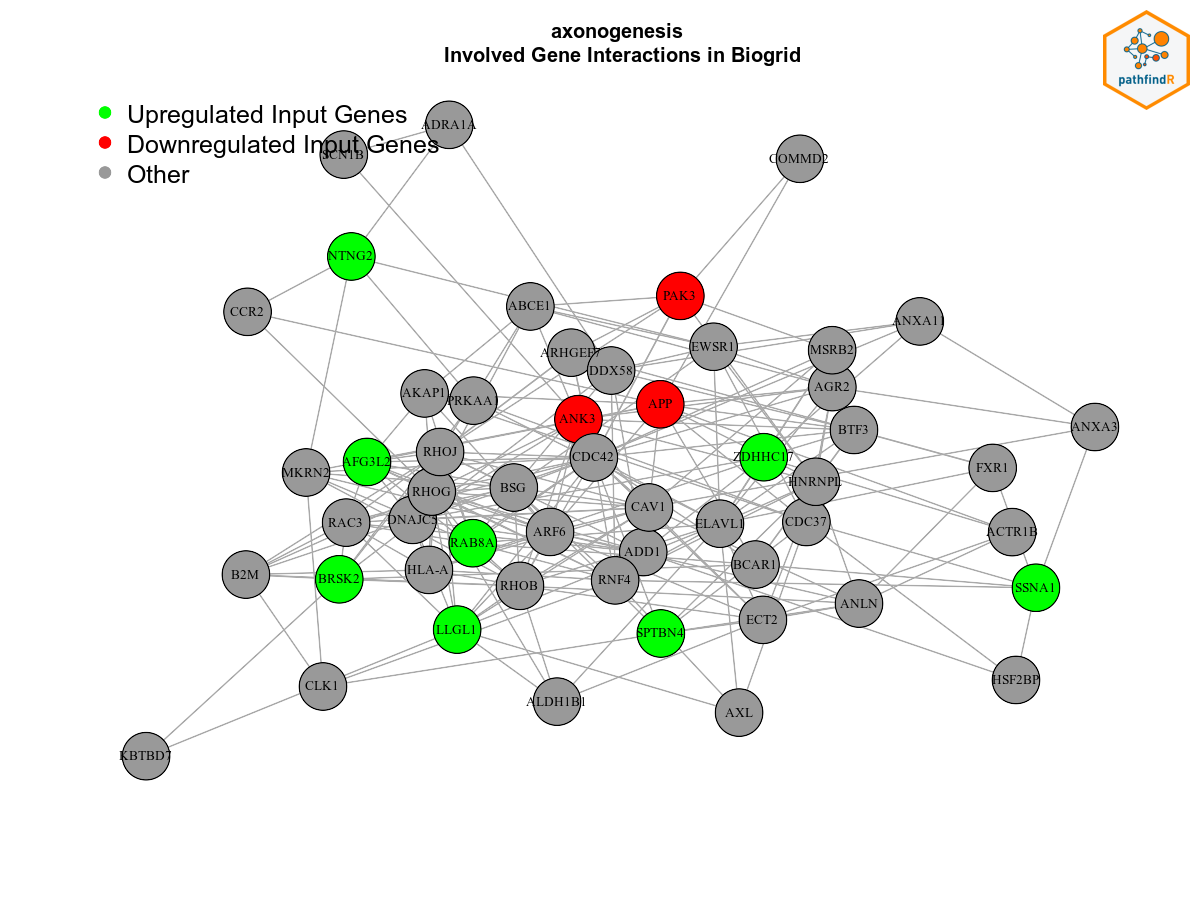 axonogenesis
Involved Gene Interactions in Biogrid
pathfindR
Upregulated Input Genes
Downregulated Input Genes
Other
ADRA1A
SCN1B
COMMD2
NTNG2
PAK3
CCR2
ABCE1
ANXA11
EWSR1
MSRB2
ARHGEF7
DDX58
AGR2
AKAP1
PRKAA1
APP
ANK3
BTF3
ANXA3
RHOJ
CDC42
ZDHHC17
AFG3L2
MKRN2
FXR1
HNRNPL
BSG
RHOG
CAV1
RAC3
DNAJC5
ELAVL1
CDC37
ARF6
ACTR1B
RAB8A
ADD1
BCAR1
HLA-A
B2M
BRSK2
RNF4
RHOB
SSNA1
ANLN
ECT2
LLGL1
SPTBN4
HSF2BP
CLK1
ALDH1B1
AXL
KBTBD7